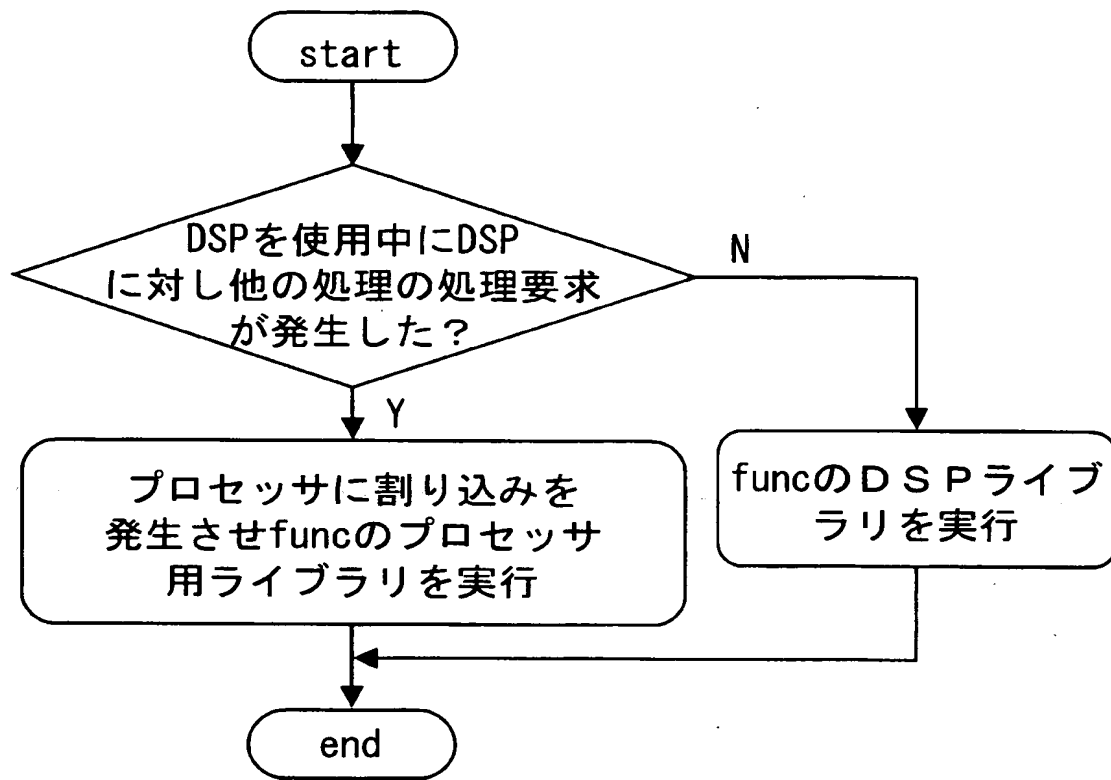 start
DSPを使用中にDSP
に対し他の処理の処理要求
が発生した？
N
Y
プロセッサに割り込みを
発生させfuncのプロセッサ
用ライブラリを実行
funcのＤＳＰライブ
ラリを実行
end